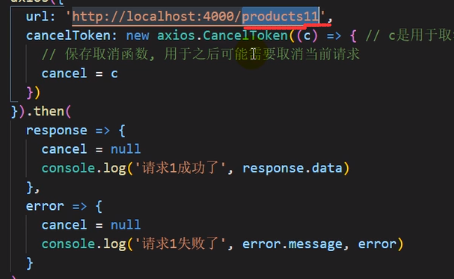 axios({
url: 'http://localhost:4000/products11',
cancelToken: new axios.CancelToken((c) => { // c是用于取
// 保存取消函数, 用于之后可能需要取消当前请求
cancel = c
})
}).then(
response => {
cancel = null
console.log('请求1成功了', response.data)
},
error => {
cancel = null
console.log('请求1失败了', error.message, error)
}